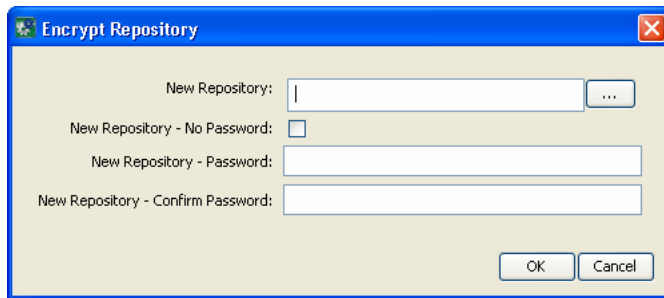 Encrypt Repository
New Repository:
...
New Repository - No Password:
New Repository - Password:
New Repository - Confirm Password:
OK Cancel